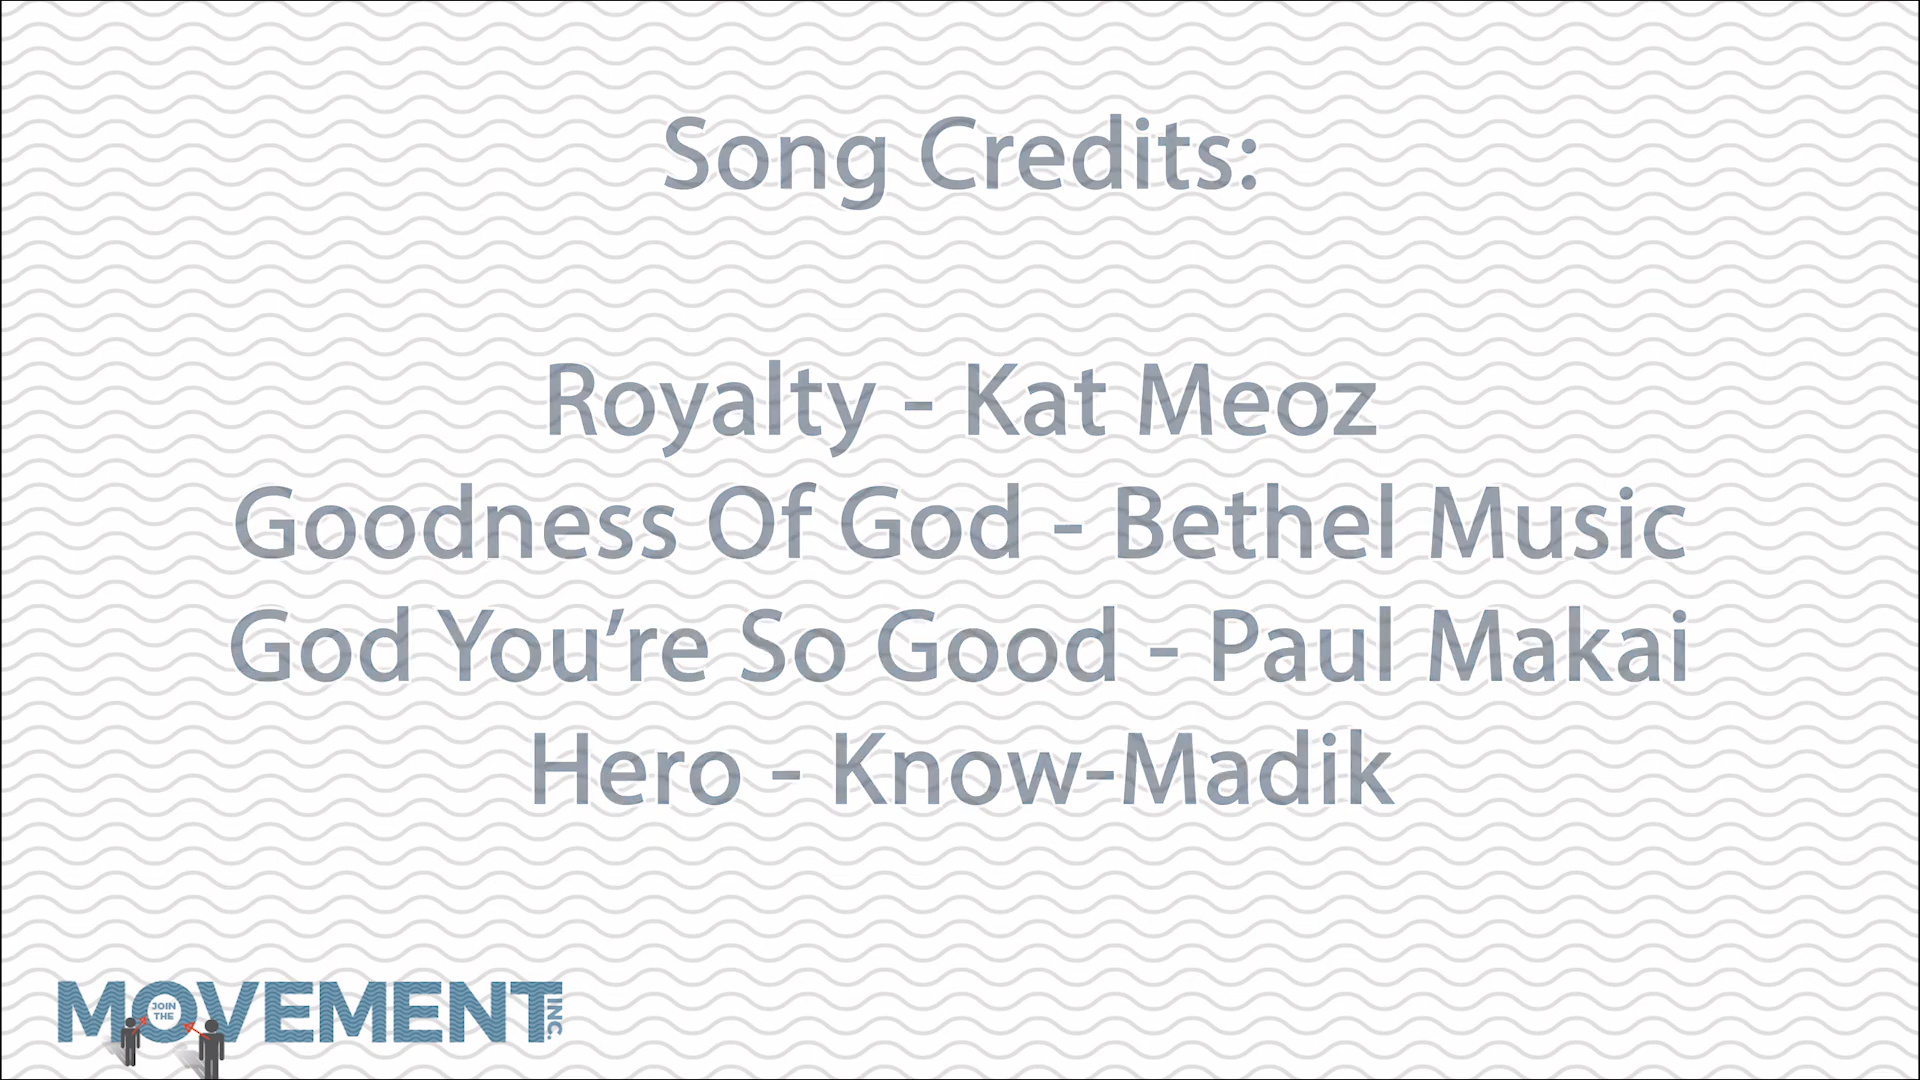 Song Credits:
Royalty - Kat Meoz
Goodness Of God - Bethel Music
God You’re So Good - Paul Makai
Hero - Know-Madik
MOVEMENT INC.
JOIN
THE